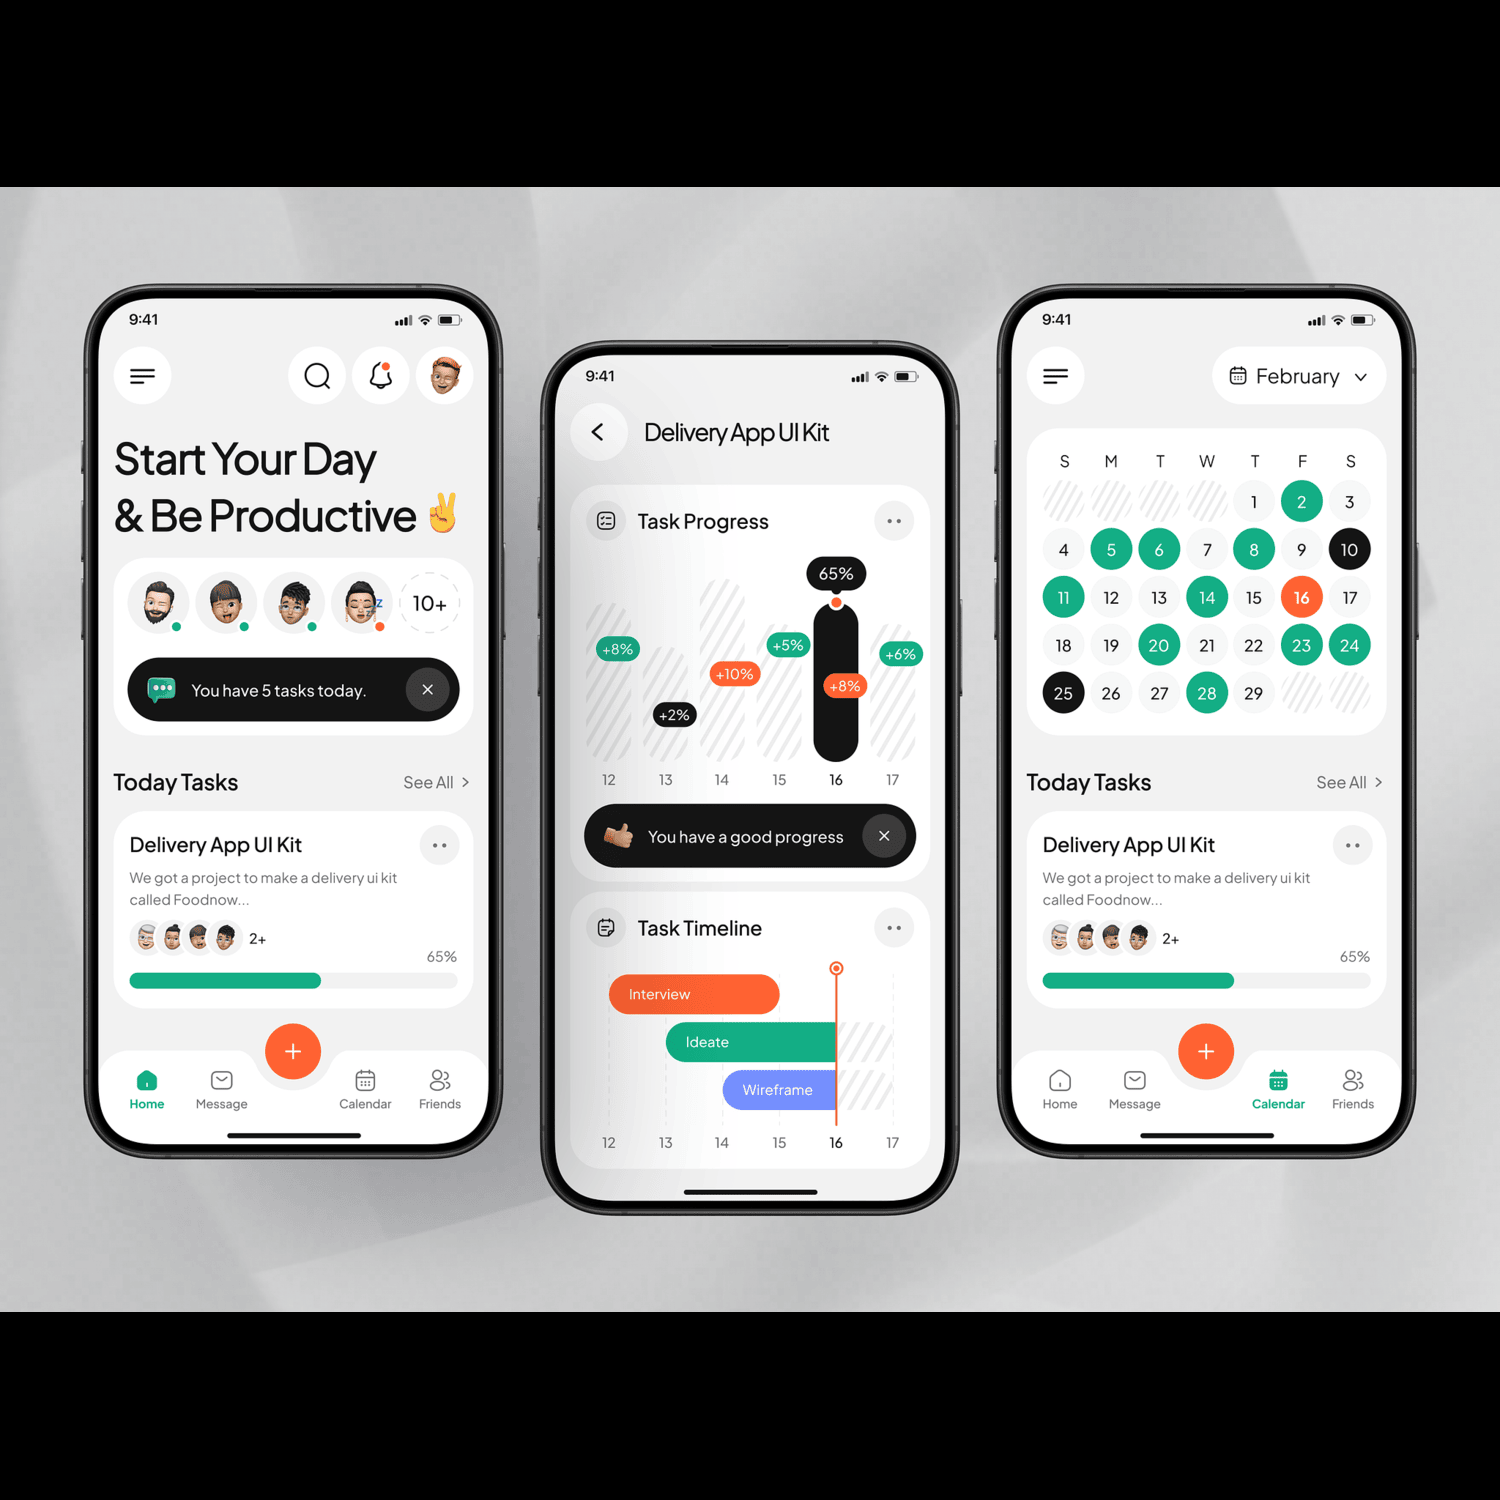 9:41
Start Your Day
& Be Productive
10+
You have 5 tasks today.
Today Tasks
See All
Delivery App UI Kit
We got a project to make a delivery ui kit
called Foodnow...
2+
65%
Home
Message
Calendar
Friends
9:41
Delivery App UI Kit
Task Progress
65%
+8%
+2%
+10%
+5%
+8%
+6%
12 13 14 15 16 17
You have a good progress
Task Timeline
Interview
Ideate
Wireframe
12 13 14 15 16 17
9:41
February
S M T W T F S
1 2 3
4 5 6 7 8 9 10
11 12 13 14 15 16 17
18 19 20 21 22 23 24
25 26 27 28 29
Today Tasks
See All
Delivery App UI Kit
We got a project to make a delivery ui kit
called Foodnow...
2+
65%
Home
Message
Calendar
Friends